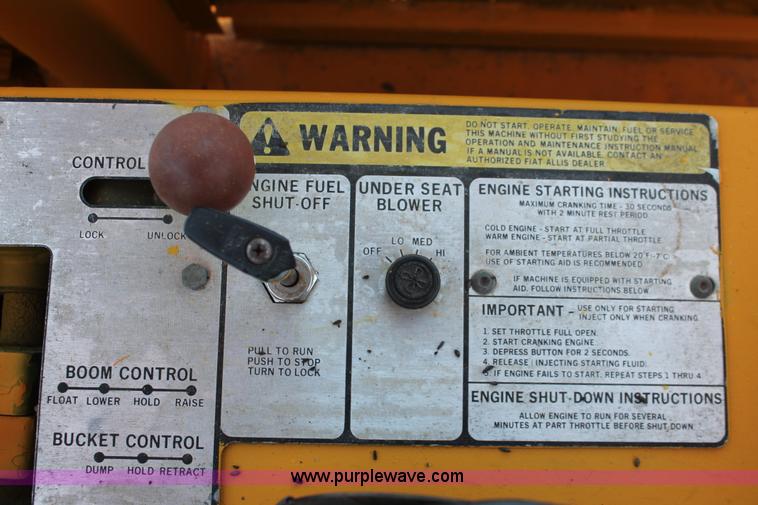 WARNING
DO NOT START, OPERATE, MAINTAIN, FUEL OR SERVICE
THIS MACHINE WITHOUT FIRST STUDYING THE
OPERATION AND MAINTENANCE INSTRUCTION MANUAL
IF A MANUAL IS NOT AVAILABLE, CONTACT AN
AUTHORIZED FIAT ALLIS DEALER
CONTROL
LOCK UNLOCK
BOOM CONTROL
FLOAT LOWER HOLD RAISE
BUCKET CONTROL
DUMP HOLD RETRACT
ENGINE FUEL
SHUT-OFF
PULL TO RUN
PUSH TO STOP
TURN TO LOCK
UNDER SEAT
BLOWER
OFF LO MED HI
ENGINE STARTING INSTRUCTIONS
MAXIMUM CRANKING TIME - 30 SECONDS
WITH 2 MINUTE REST PERIOD
COLD ENGINE - START AT FULL THROTTLE
WARM ENGINE - START AT PARTIAL THROTTLE
FOR AMBIENT TEMPERATURES BELOW 20°F/-7°C
USE OF STARTING AID IS RECOMMENDED
IF MACHINE IS EQUIPPED WITH STARTING
AID, FOLLOW INSTRUCTIONS BELOW
IMPORTANT - USE ONLY FOR STARTING
INJECT ONLY WHEN CRANKING
1. SET THROTTLE FULL OPEN.
2. START CRANKING ENGINE.
3. DEPRESS BUTTON FOR 2 SECONDS.
4. RELEASE (INJECTING STARTING FLUID).
5. IF ENGINE FAILS TO START, REPEAT STEPS 1 THRU 4
ENGINE SHUT-DOWN INSTRUCTIONS
ALLOW ENGINE TO RUN FOR SEVERAL
MINUTES AT PART THROTTLE BEFORE SHUT DOWN
www.purplewave.com